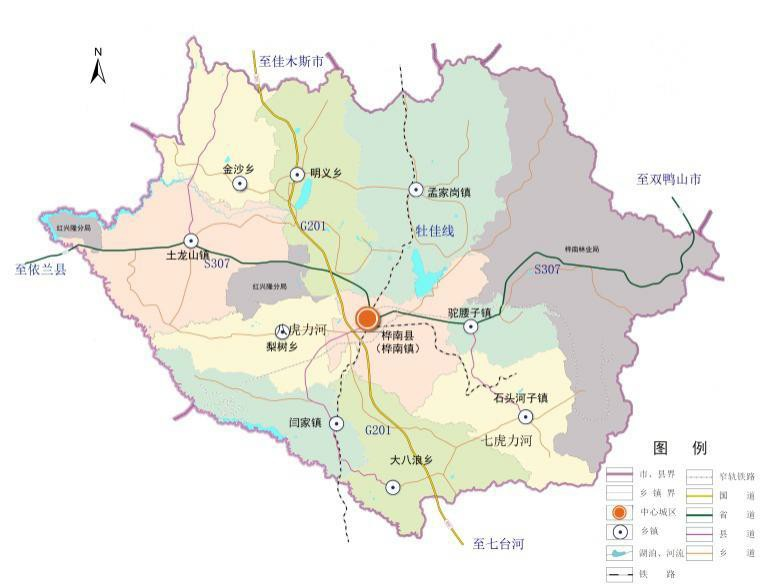 N
至佳木斯市
金沙乡
明义乡
孟家岗镇
至双鸭山市
G201
红兴隆分局
牡佳线
土龙山镇
S307
至依兰县
桦南林业局
S307
红兴隆分局
驼腰子镇
八虎力河
梨树乡
桦南县
(桦南镇)
石头河子镇
闫家镇
G201
七虎力河
大八浪乡
至七台河
图 例
市、县界
窄轨铁路
乡 镇 界
国 道
中心城区
省 道
乡镇
县 道
湖泊、河流
乡 道
铁 路